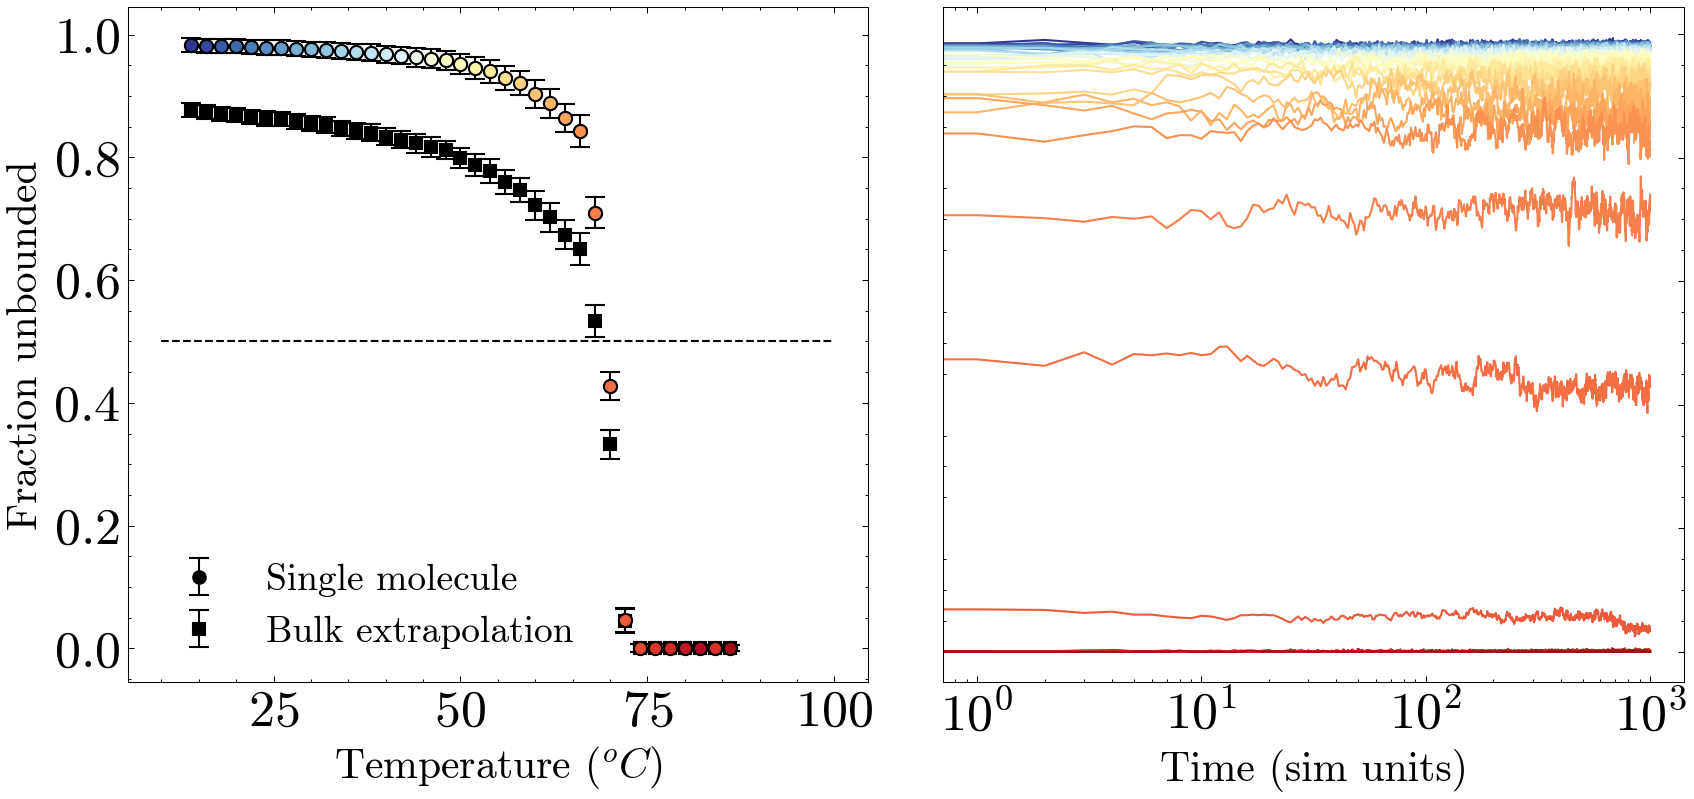 Fraction unbounded
1.0
0.8
0.6
0.4
0.2
0.0
Single molecule
Bulk extrapolation
25 50 75 100
Temperature (°C)
10⁰ 10¹ 10² 10³
Time (sim units)